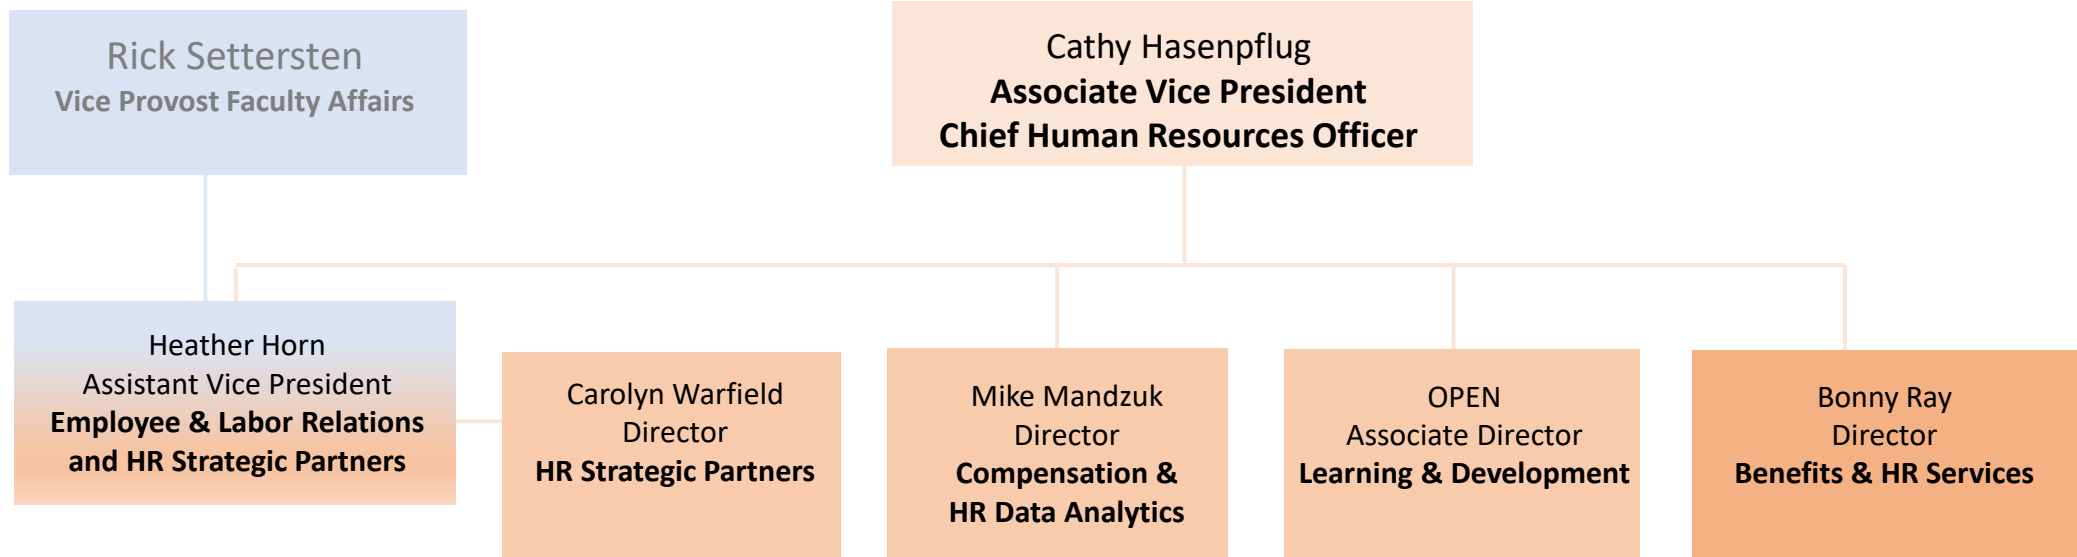 Rick Settersten
Vice Provost Faculty Affairs
Cathy Hasenpflug
Associate Vice President
Chief Human Resources Officer
Heather Horn
Assistant Vice President
Employee & Labor Relations
and HR Strategic Partners
Carolyn Warfield
Director
HR Strategic Partners
Mike Mandzuk
Director
Compensation &
HR Data Analytics
OPEN
Associate Director
Learning & Development
Bonny Ray
Director
Benefits & HR Services